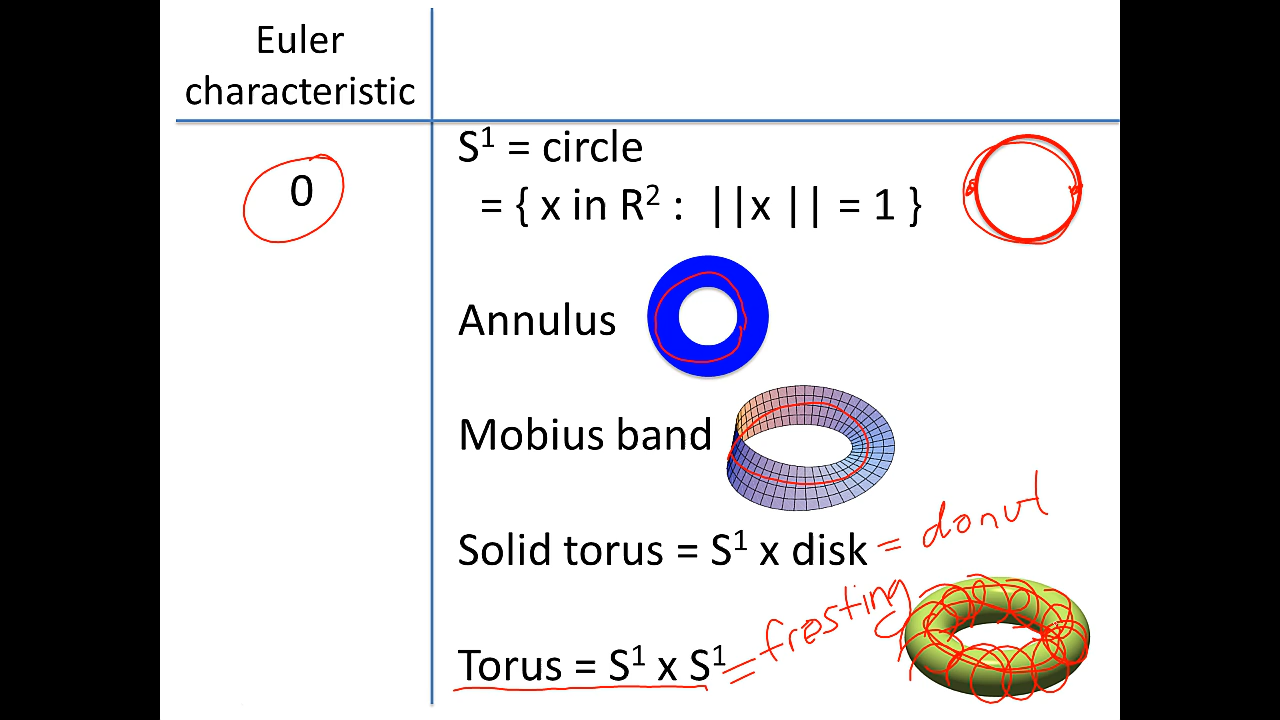 Euler
characteristic
0
S¹ = circle
= { x in R² : ||x || = 1 }
Annulus
Mobius band
Solid torus = S¹ x disk = donut
Torus = S¹ x S¹ = frosting